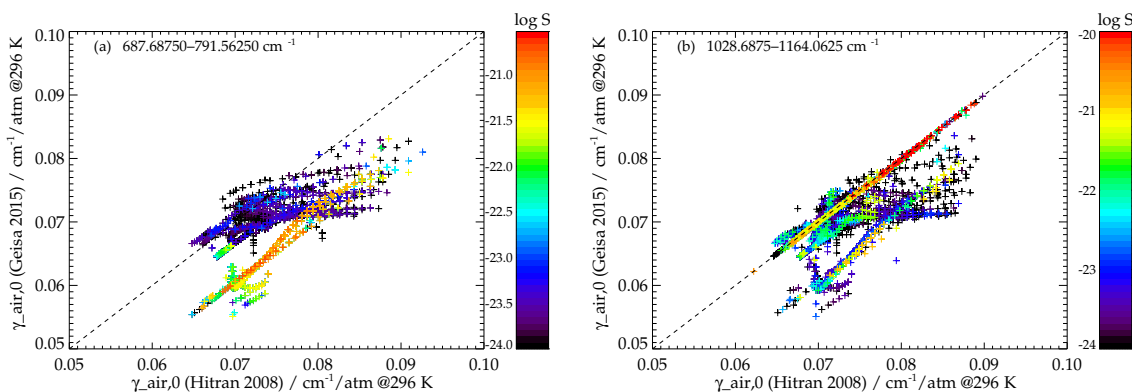 log S
(a) 687.68750–791.56250 cm⁻¹
0.10
0.09
0.08
0.07
0.06
0.05
γ_air,0 (Geisa 2015) / cm⁻¹/atm @296 K
0.05 0.06 0.07 0.08 0.09 0.10
γ_air,0 (Hitran 2008) / cm⁻¹/atm @296 K
-21.0
-21.5
-22.0
-22.5
-23.0
-23.5
-24.0
log S
(b) 1028.6875–1164.0625 cm⁻¹
0.10
0.09
0.08
0.07
0.06
0.05
γ_air,0 (Geisa 2015) / cm⁻¹/atm @296 K
0.05 0.06 0.07 0.08 0.09 0.10
γ_air,0 (Hitran 2008) / cm⁻¹/atm @296 K
-20
-21
-22
-23
-24